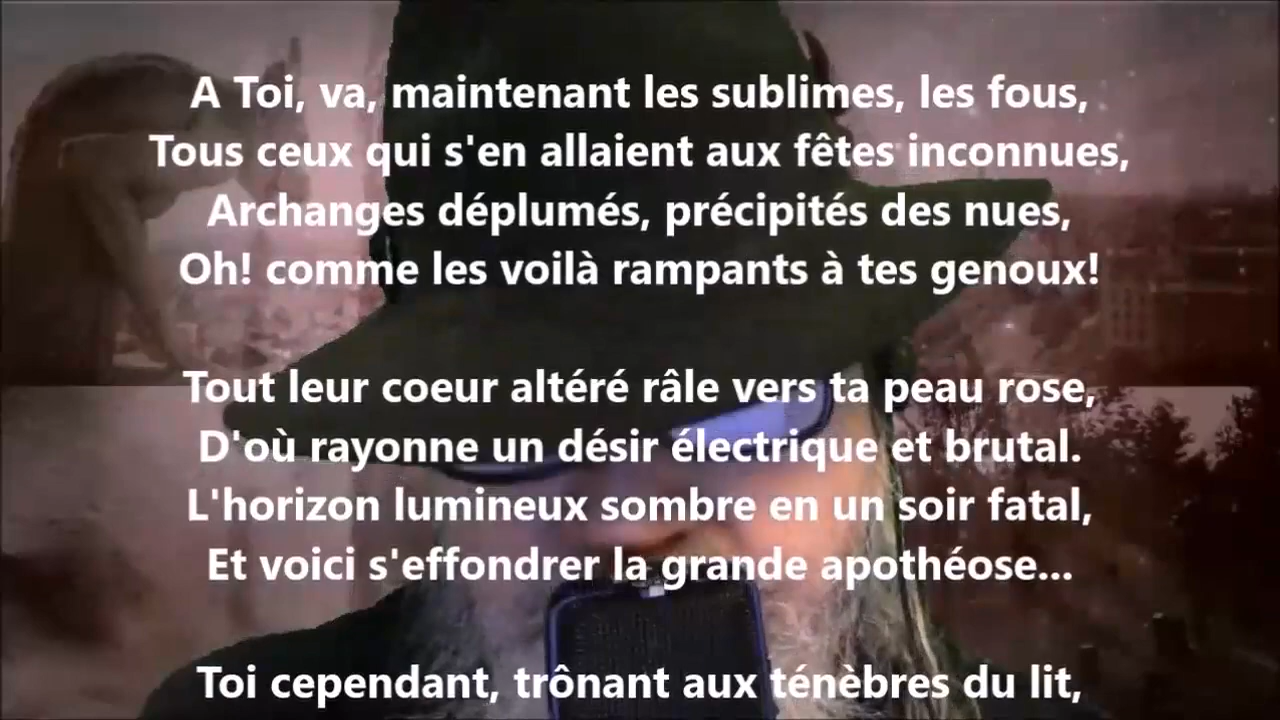 A Toi, va, maintenant les sublimes, les fous,
Tous ceux qui s'en allaient aux fêtes inconnues,
Archanges déplumés, précipités des nues,
Oh! comme les voilà rampants à tes genoux!
Tout leur coeur altéré râle vers ta peau rose,
D'où rayonne un désir électrique et brutal.
L'horizon lumineux sombre en un soir fatal,
Et voici s'effondrer la grande apothéose...
Toi cependant, trônant aux ténèbres du lit,